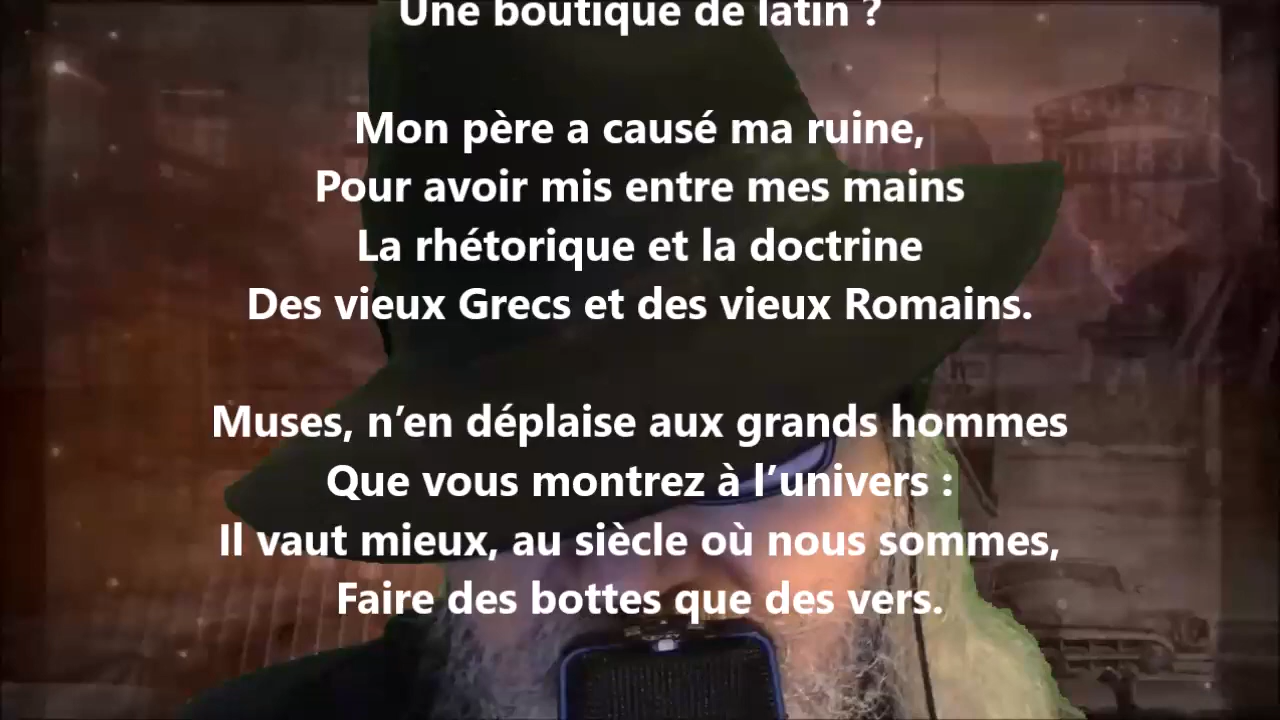 Une boutique de latin ?
Mon père a causé ma ruine,
Pour avoir mis entre mes mains
La rhétorique et la doctrine
Des vieux Grecs et des vieux Romains.
Muses, n’en déplaise aux grands hommes
Que vous montrez à l’univers :
Il vaut mieux, au siècle où nous sommes,
Faire des bottes que des vers.